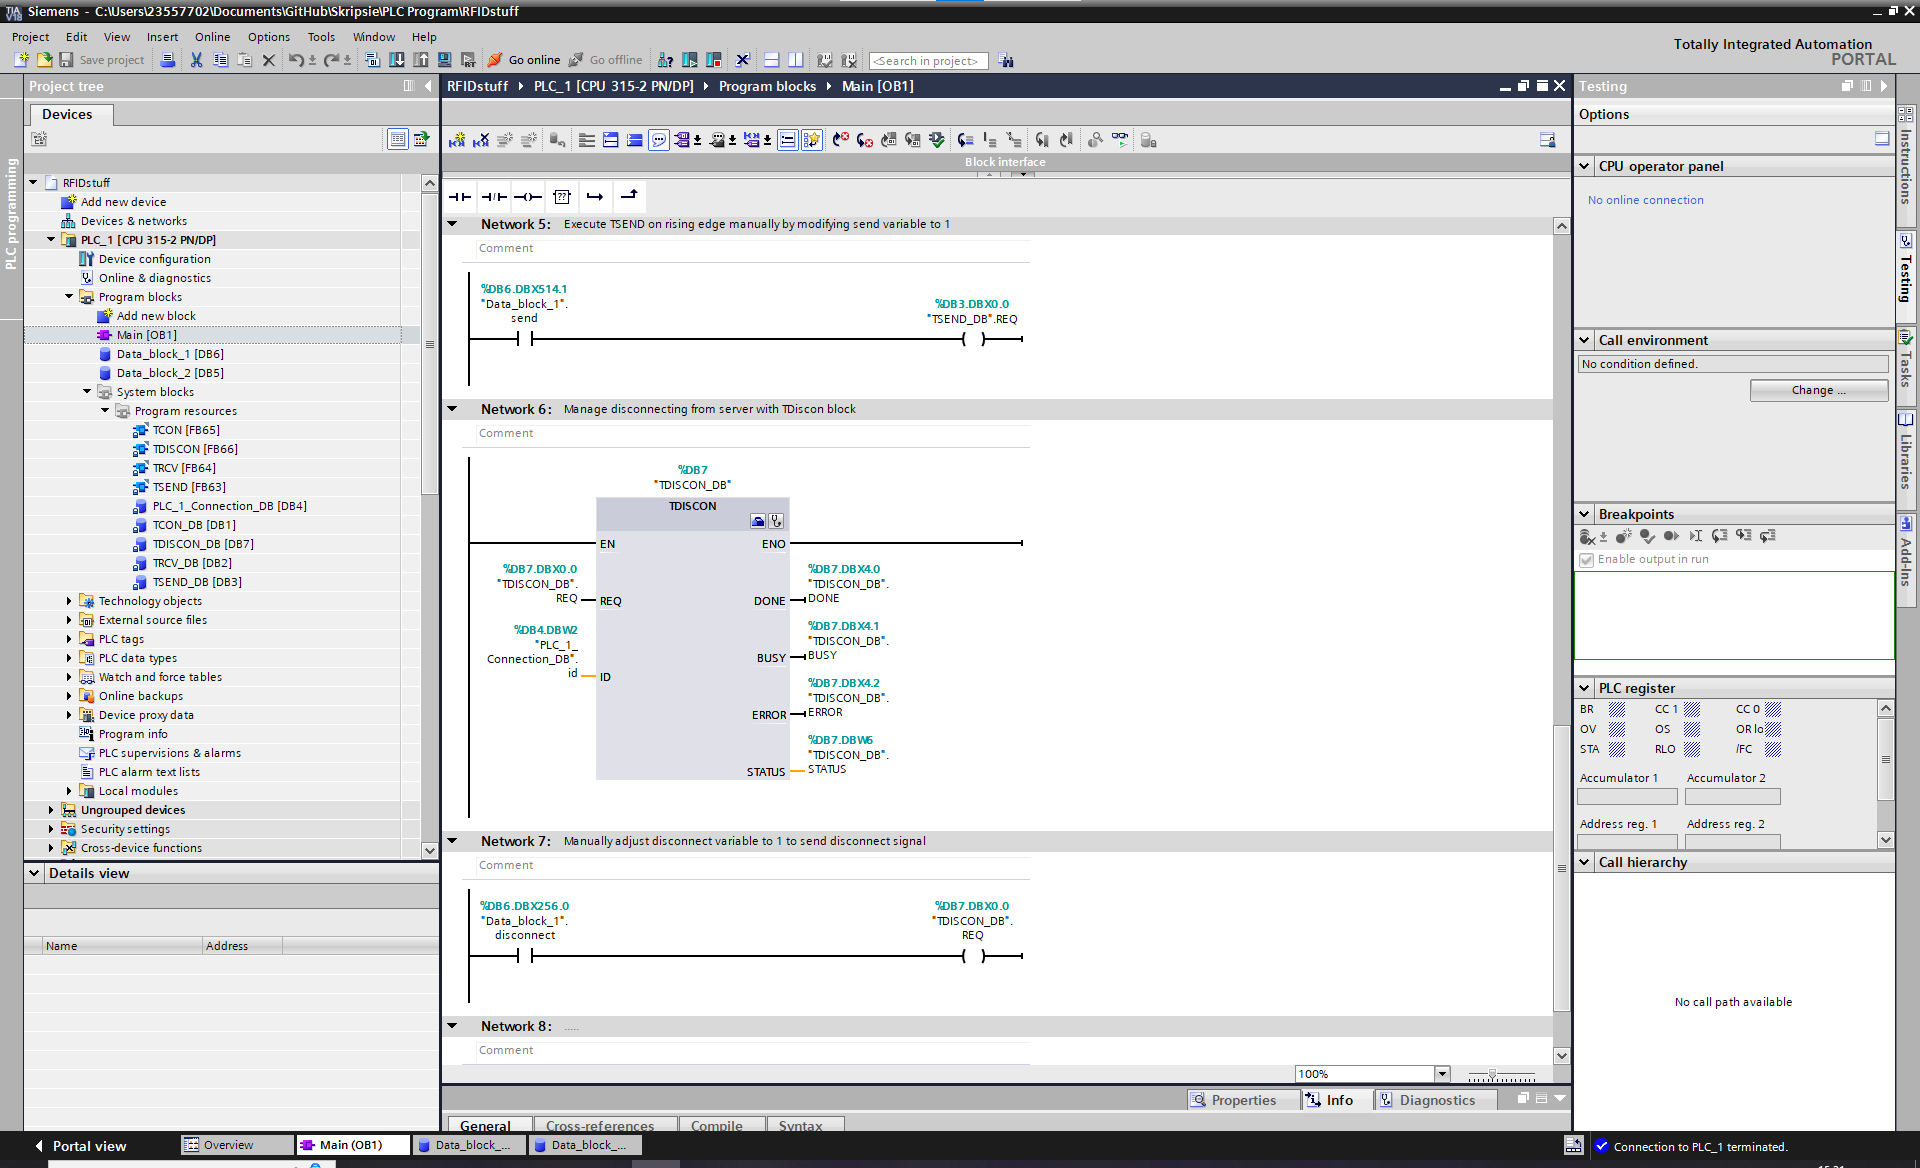 Siemens - C:\Users\23557702\Documents\GitHub\Skripsie\PLC Program\RFIDstuff
Project Edit View Insert Online Options Tools Window Help
Save project Go online Go offline <Search in project>
Totally Integrated Automation
PORTAL
Project tree
RFIDstuff PLC_1 [CPU 315-2 PN/DP] Program blocks Main [OB1]
Testing
Devices
Options
PLC programming
RFIDstuff
Add new device
Devices & networks
PLC_1 [CPU 315-2 PN/DP]
Device configuration
Online & diagnostics
Program blocks
Add new block
Main [OB1]
Data_block_1 [DB6]
Data_block_2 [DB5]
System blocks
Program resources
TCON [FB65]
TDISCON [FB66]
TRCV [FB64]
TSEND [FB63]
PLC_1_Connection_DB [DB4]
TCON_DB [DB1]
TDISCON_DB [DB7]
TRCV_DB [DB2]
TSEND_DB [DB3]
Technology objects
External source files
PLC tags
PLC data types
Watch and force tables
Online backups
Device proxy data
Program info
PLC supervisions & alarms
PLC alarm text lists
Local modules
Ungrouped devices
Security settings
Cross-device functions
Details view
Name Address
Block interface
Network 5: Execute TSEND on rising edge manually by modifying send variable to 1
Comment
%DB6.DBX514.1
"Data_block_1".
send
%DB3.DBX0.0
"TSEND_DB".REQ
Network 6: Manage disconnecting from server with TDiscon block
Comment
%DB7
"TDISCON_DB"
TDISCON
EN ENO
%DB7.DBX0.0
"TDISCON_DB".
REQ REQ
%DB7.DBX4.0
"TDISCON_DB".
DONE DONE
%DB4.DBW2
"PLC_1_
Connection_DB".
id ID
%DB7.DBX4.1
"TDISCON_DB".
BUSY BUSY
%DB7.DBX4.2
"TDISCON_DB".
ERROR ERROR
%DB7.DBW6
"TDISCON_DB".
STATUS STATUS
Network 7: Manually adjust disconnect variable to 1 to send disconnect signal
Comment
%DB6.DBX256.0
"Data_block_1".
disconnect
%DB7.DBX0.0
"TDISCON_DB".
REQ
Network 8: .....
Comment
100%
Properties Info Diagnostics
General Cross-references Compile Syntax
CPU operator panel
No online connection
Call environment
No condition defined.
Change ...
Breakpoints
Enable output in run
PLC register
BR CC 1 CC 0
OV OS OR lo
STA RLO /FC
Accumulator 1 Accumulator 2
Address reg. 1 Address reg. 2
Call hierarchy
No call path available
Instructions
Testing
Tasks
Libraries
Add-Ins
Portal view Overview Main (OB1) Data_block_... Data_block_...
Connection to PLC_1 terminated.